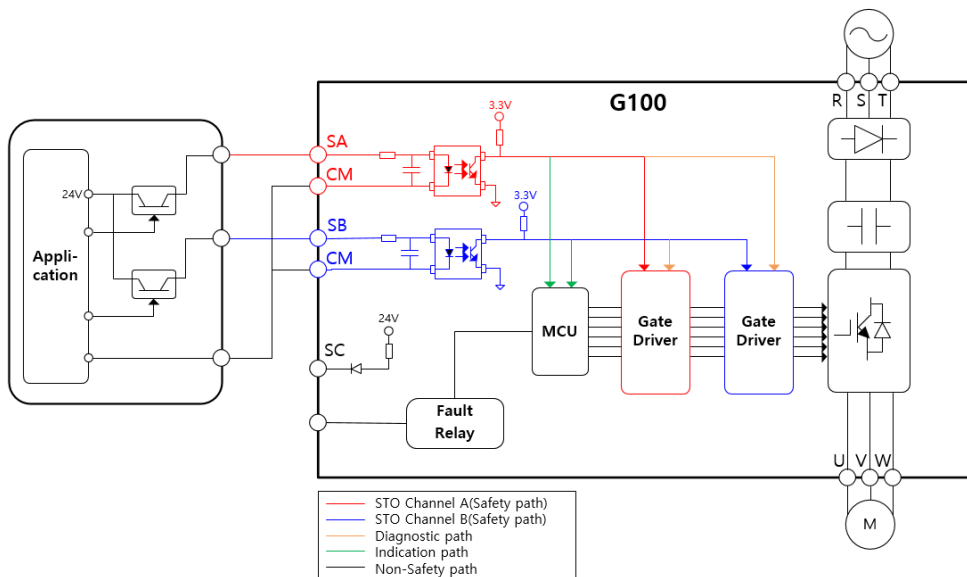 G100
R S T
3.3V
SA
CM
3.3V
SB
CM
24V
Appli-
cation
24V
SC
MCU
Gate
Driver
Gate
Driver
Fault
Relay
U V W
M
STO Channel A(Safety path)
STO Channel B(Safety path)
Diagnostic path
Indication path
Non-Safety path